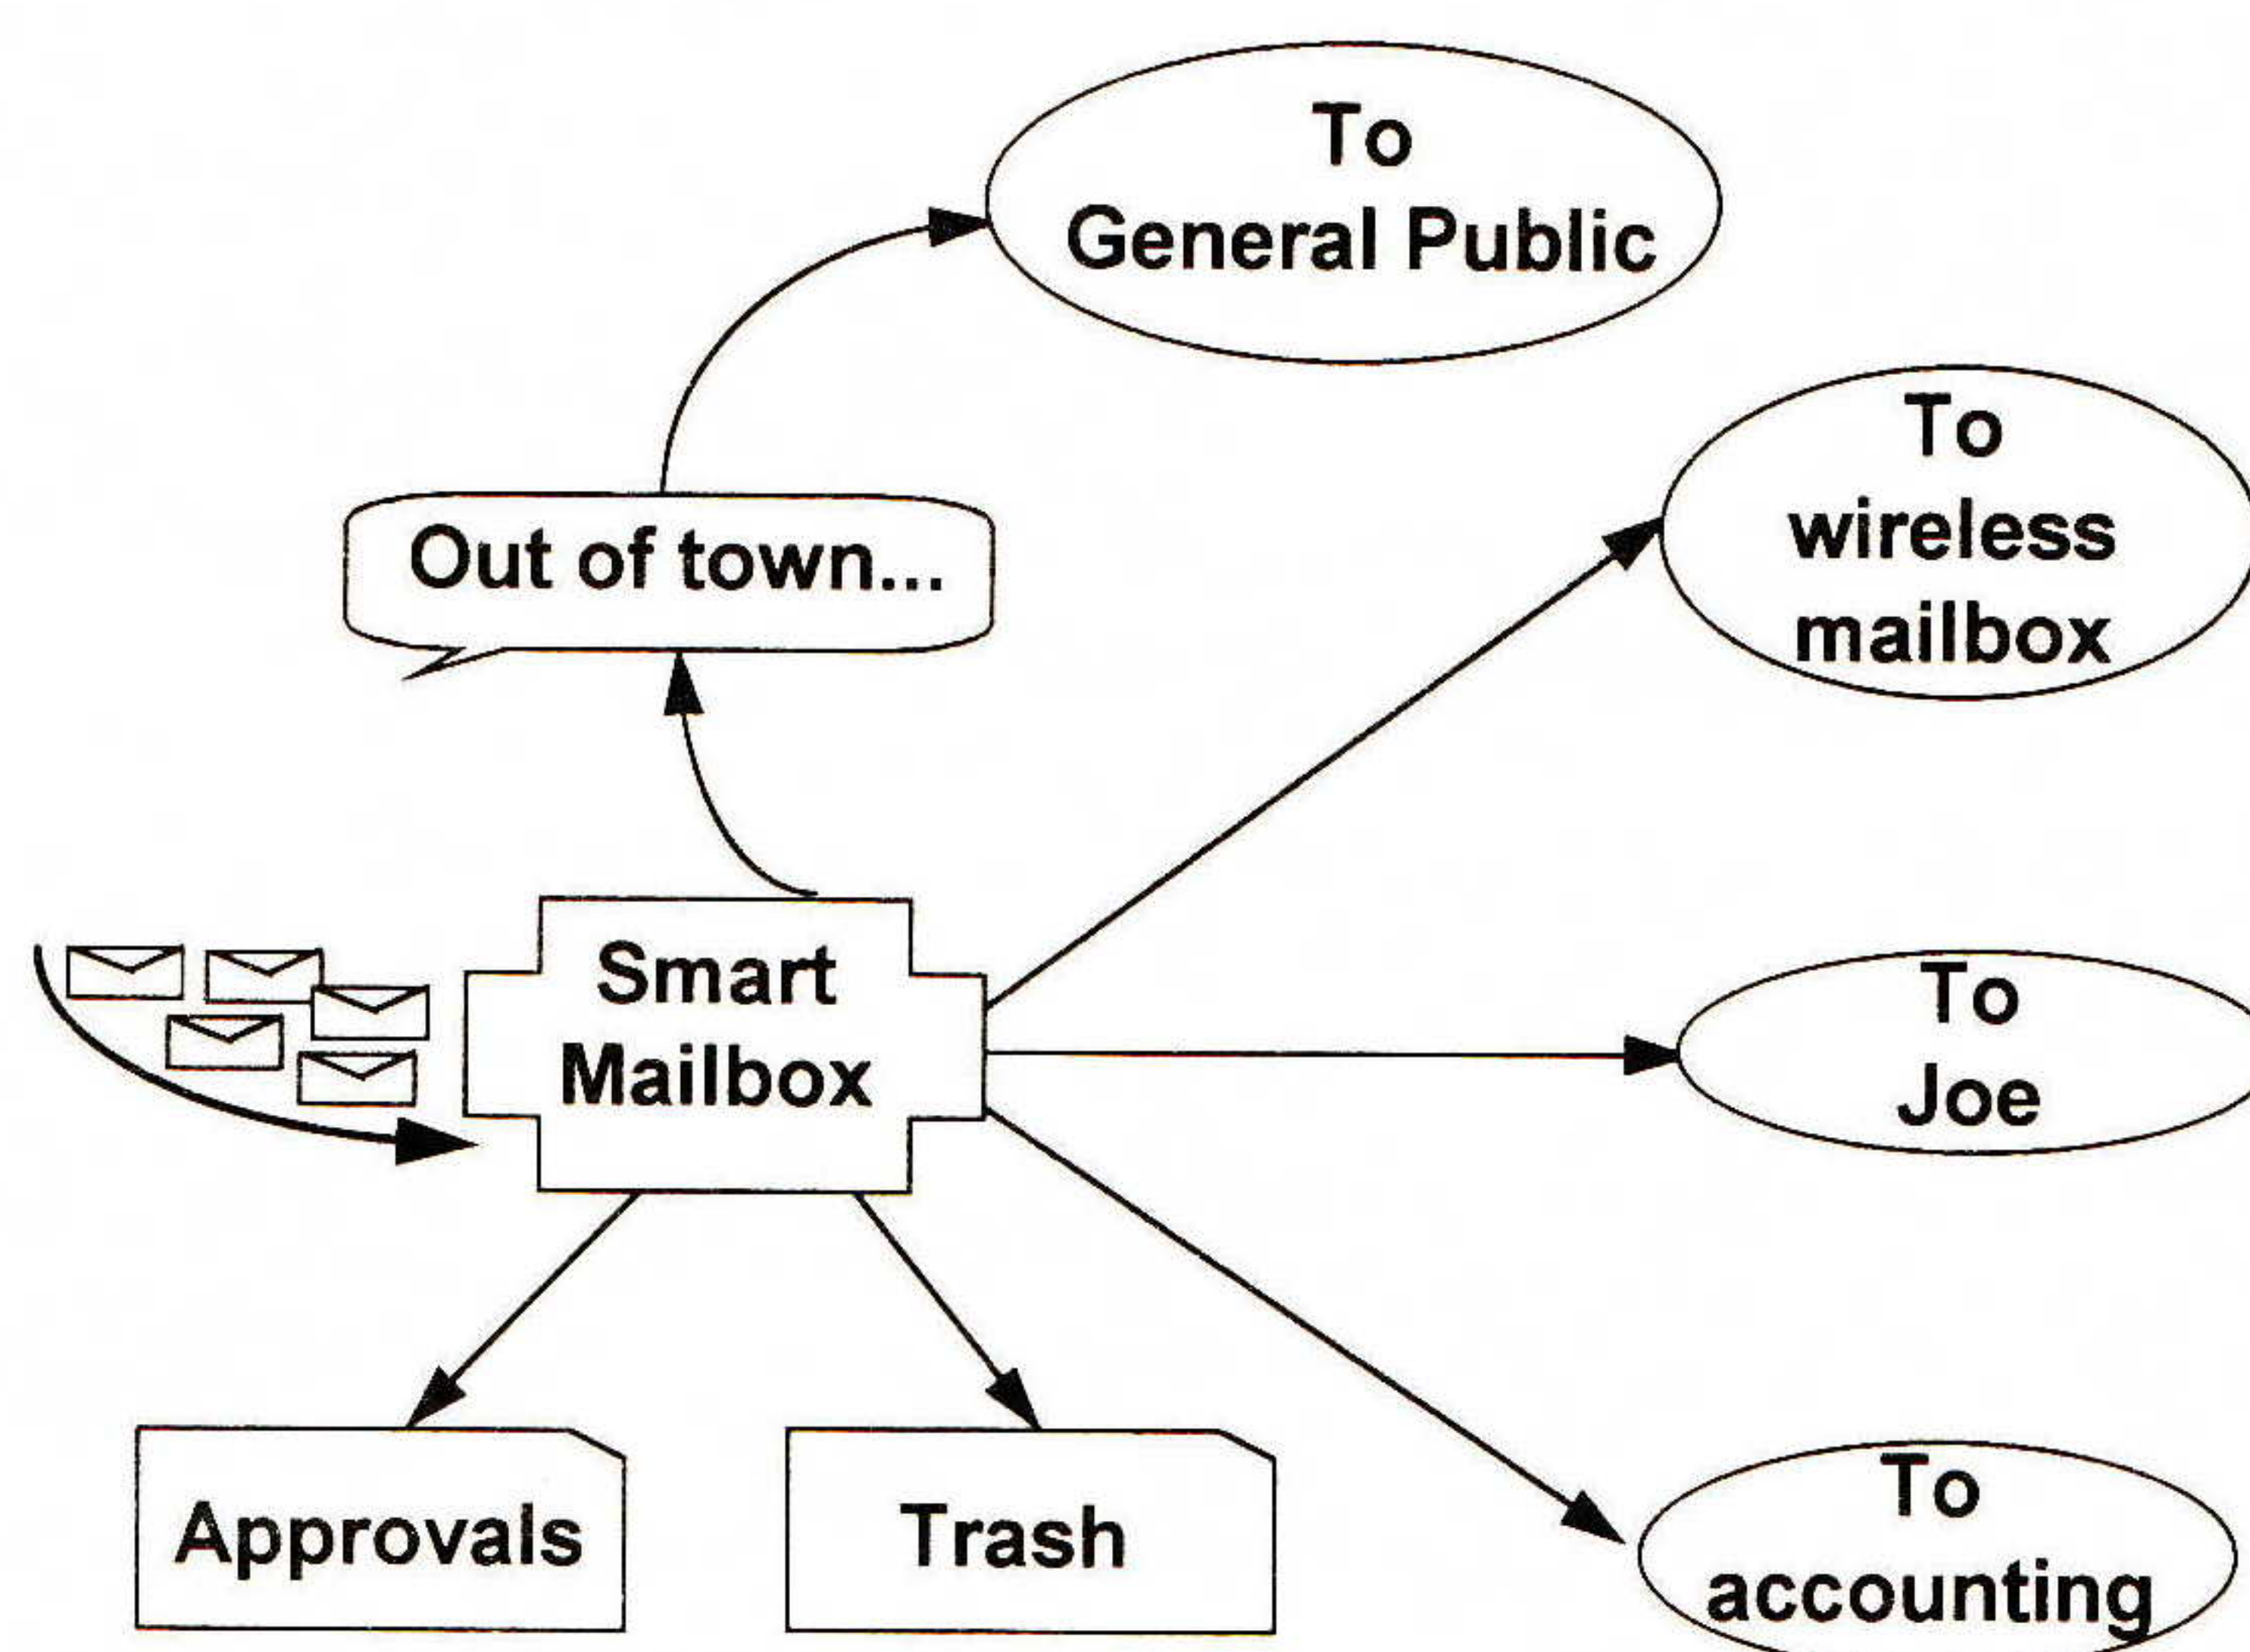 To
General Public
To
wireless
mailbox
Out of town...
Smart
Mailbox
To
Joe
To
accounting
Approvals
Trash